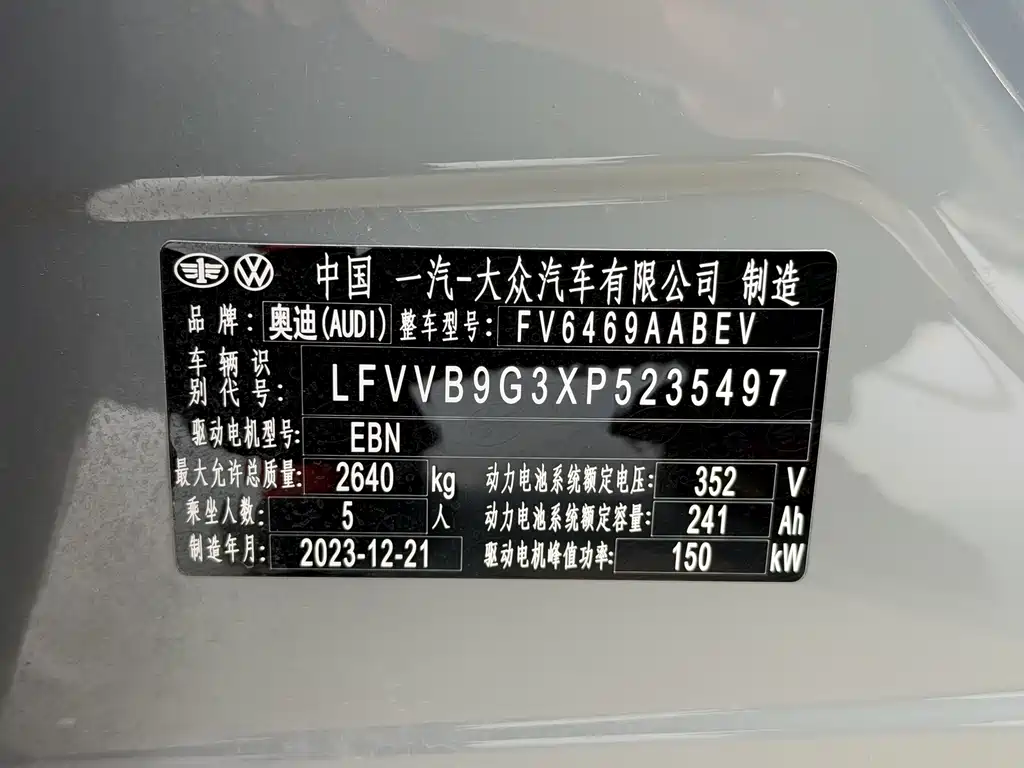 中国 一汽-大众汽车有限公司 制造
品牌: 奥迪(AUDI) 整车型号: FV6469AABEV
车辆识别代号: LFVVB9G3XP5235497
驱动电机型号: EBN
最大允许总质量: 2640 kg 动力电池系统额定电压: 352 V
乘坐人数: 5 人 动力电池系统额定容量: 241 Ah
制造年月: 2023-12-21 驱动电机峰值功率: 150 kW